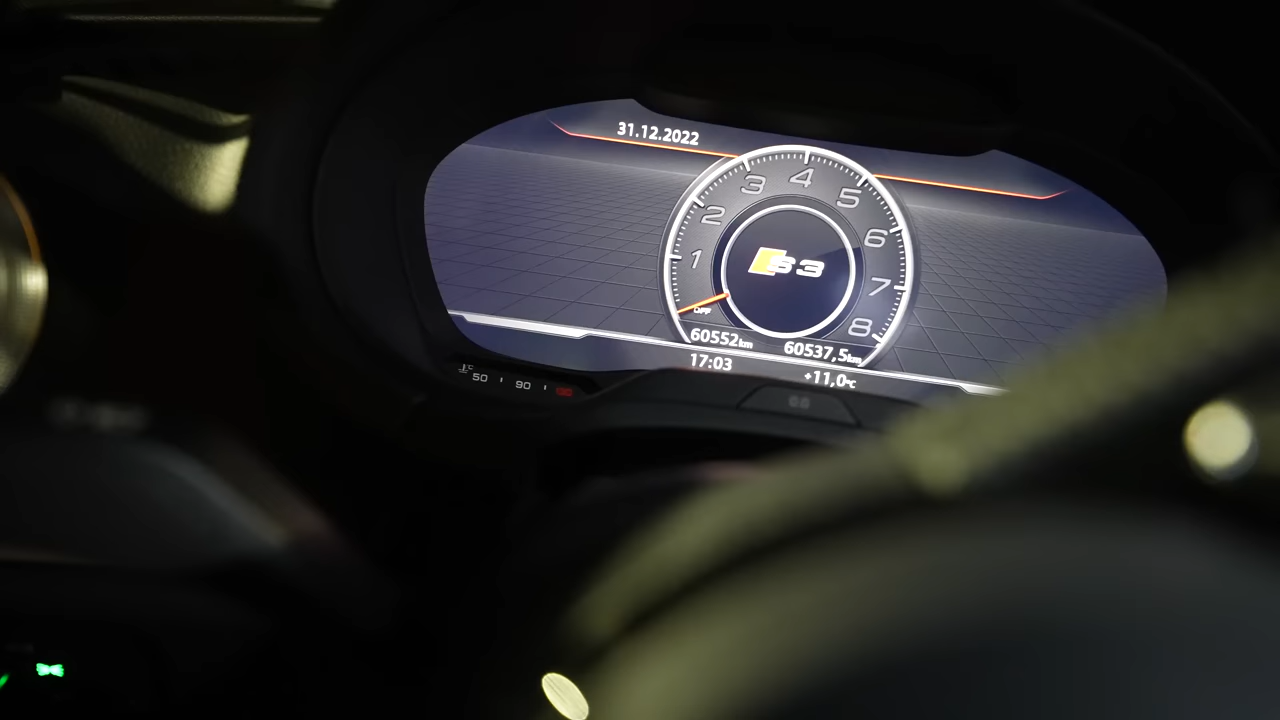 31.12.2022
1 2 3 4 5 6 7 8
S3
OFF
60552km 60537,5km
17:03 +11,0°C
°C 50 90